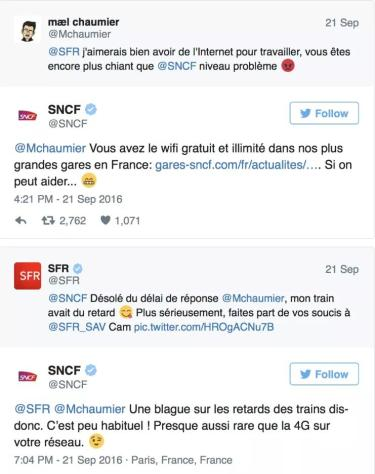 mæl chaumier
21 Sep
@Mchaumier
@SFR j'aimerais bien avoir de l'Internet pour travailler, vous êtes
encore plus chiant que @SNCF niveau problème 😡
SNCF
SNCF
Follow
@SNCF
@Mchaumier Vous avez le wifi gratuit et illimité dans nos plus
grandes gares en France: gares-sncf.com/fr/actualites/…. Si on
peut aider... 😁
4:21 PM - 21 Sep 2016
2,762 1,071
SFR
SFR
21 Sep
@SFR
@SNCF Désolé du délai de réponse @Mchaumier, mon train
avait du retard 😋 Plus sérieusement, faites part de vos soucis à
@SFR_SAV Cam pic.twitter.com/HROgACNu7B
SNCF
SNCF
Follow
@SNCF
@SFR @Mchaumier Une blague sur les retards des trains dis-
donc. C'est peu habituel ! Presque aussi rare que la 4G sur
votre réseau. 😉
7:04 PM - 21 Sep 2016 · Paris, France, France